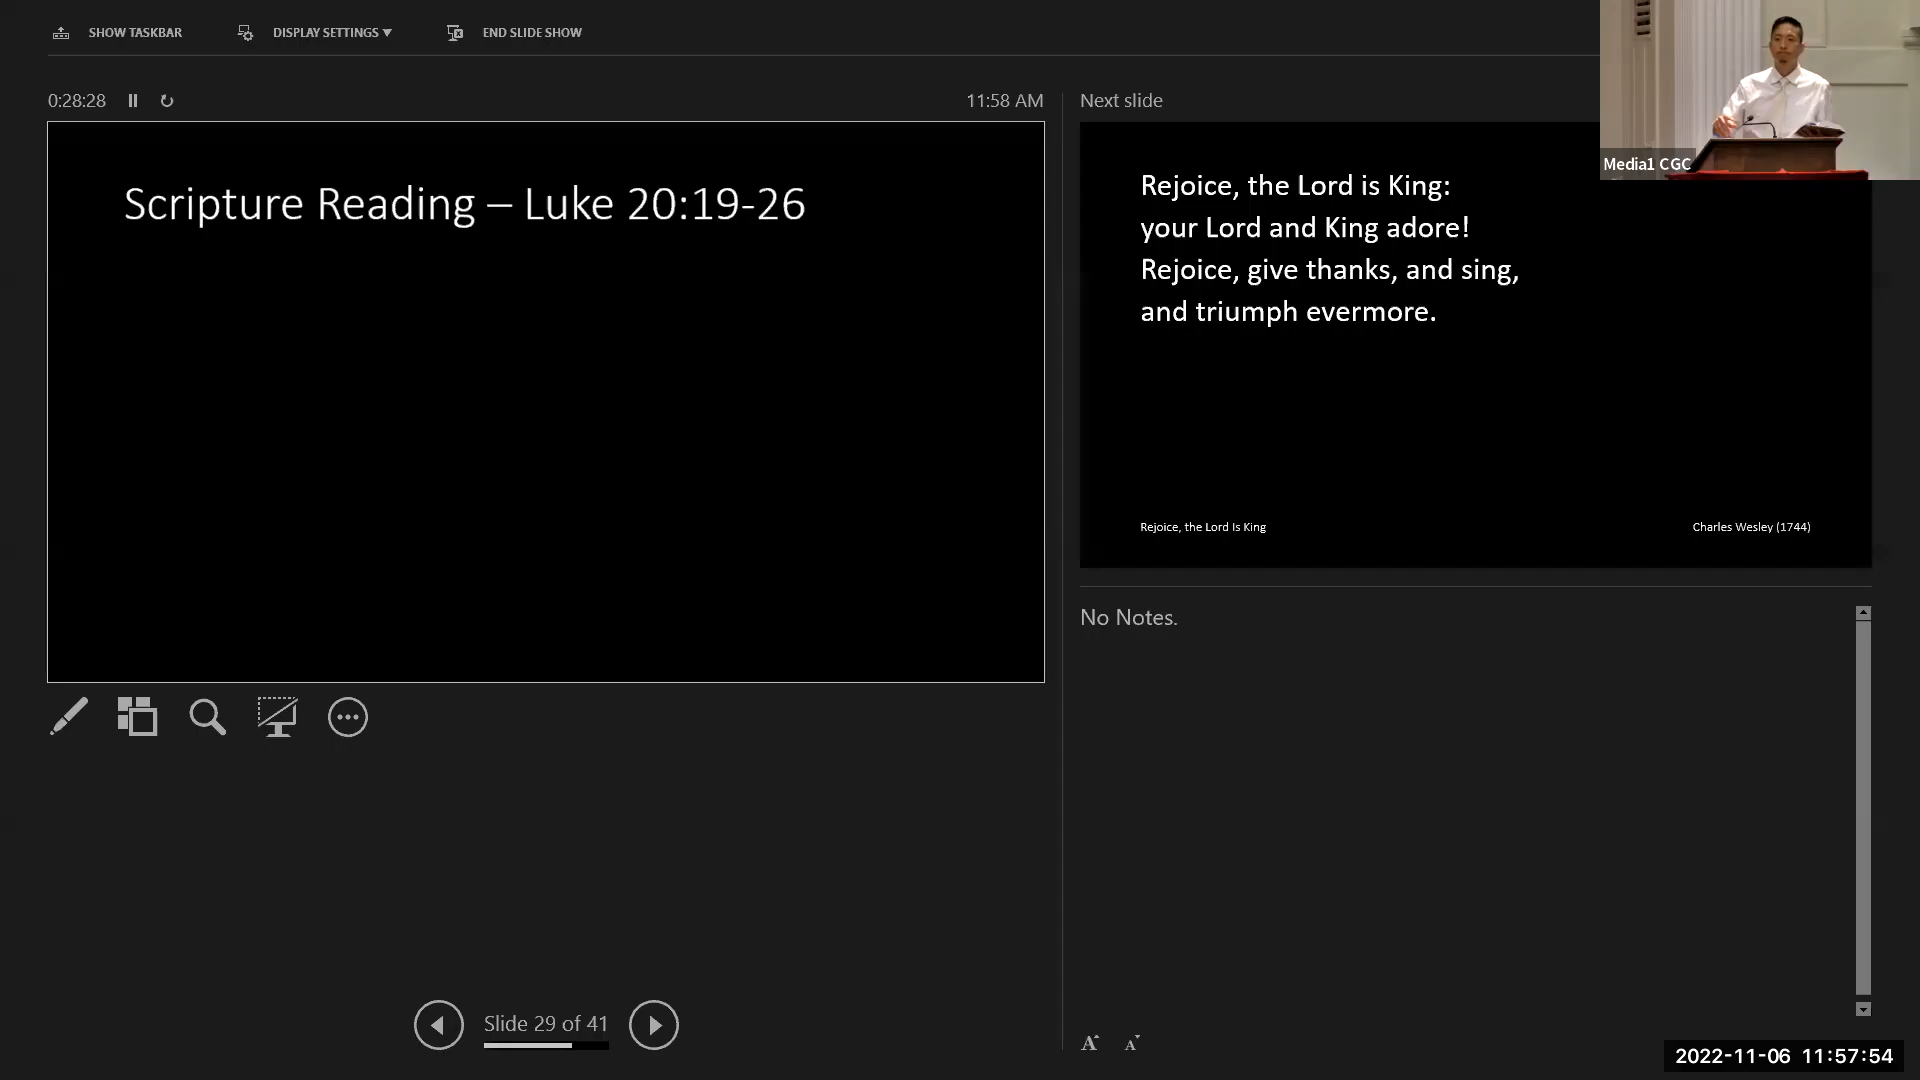 SHOW TASKBAR
DISPLAY SETTINGS
END SLIDE SHOW
0:28:28
11:58 AM
Scripture Reading – Luke 20:19-26
Next slide
Rejoice, the Lord is King:
your Lord and King adore!
Rejoice, give thanks, and sing,
and triumph evermore.
Rejoice, the Lord Is King
Charles Wesley (1744)
Media1 CGC
No Notes.
Slide 29 of 41
A A
2022-11-06 11:57:54